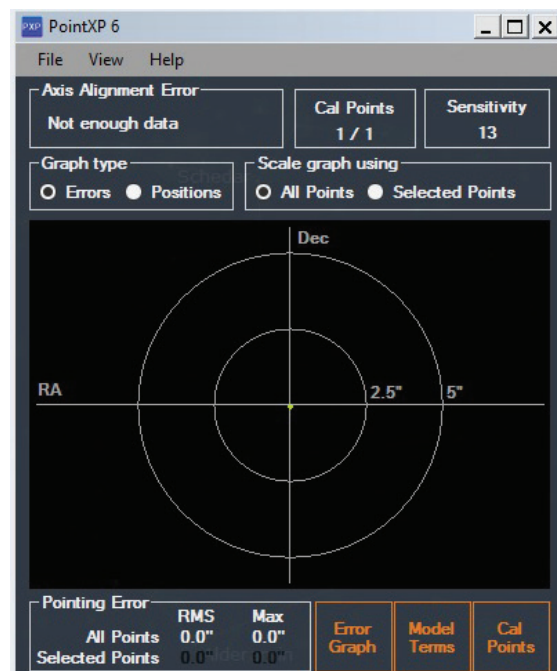 PXP PointXP 6
File View Help
Axis Alignment Error
Not enough data
Cal Points
1 / 1
Sensitivity
13
Graph type
Errors Positions
Scale graph using
All Points Selected Points
Dec
RA
2.5" 5"
Pointing Error
RMS Max
All Points 0.0" 0.0"
Selected Points 0.0" 0.0"
Error
Graph
Model
Terms
Cal
Points